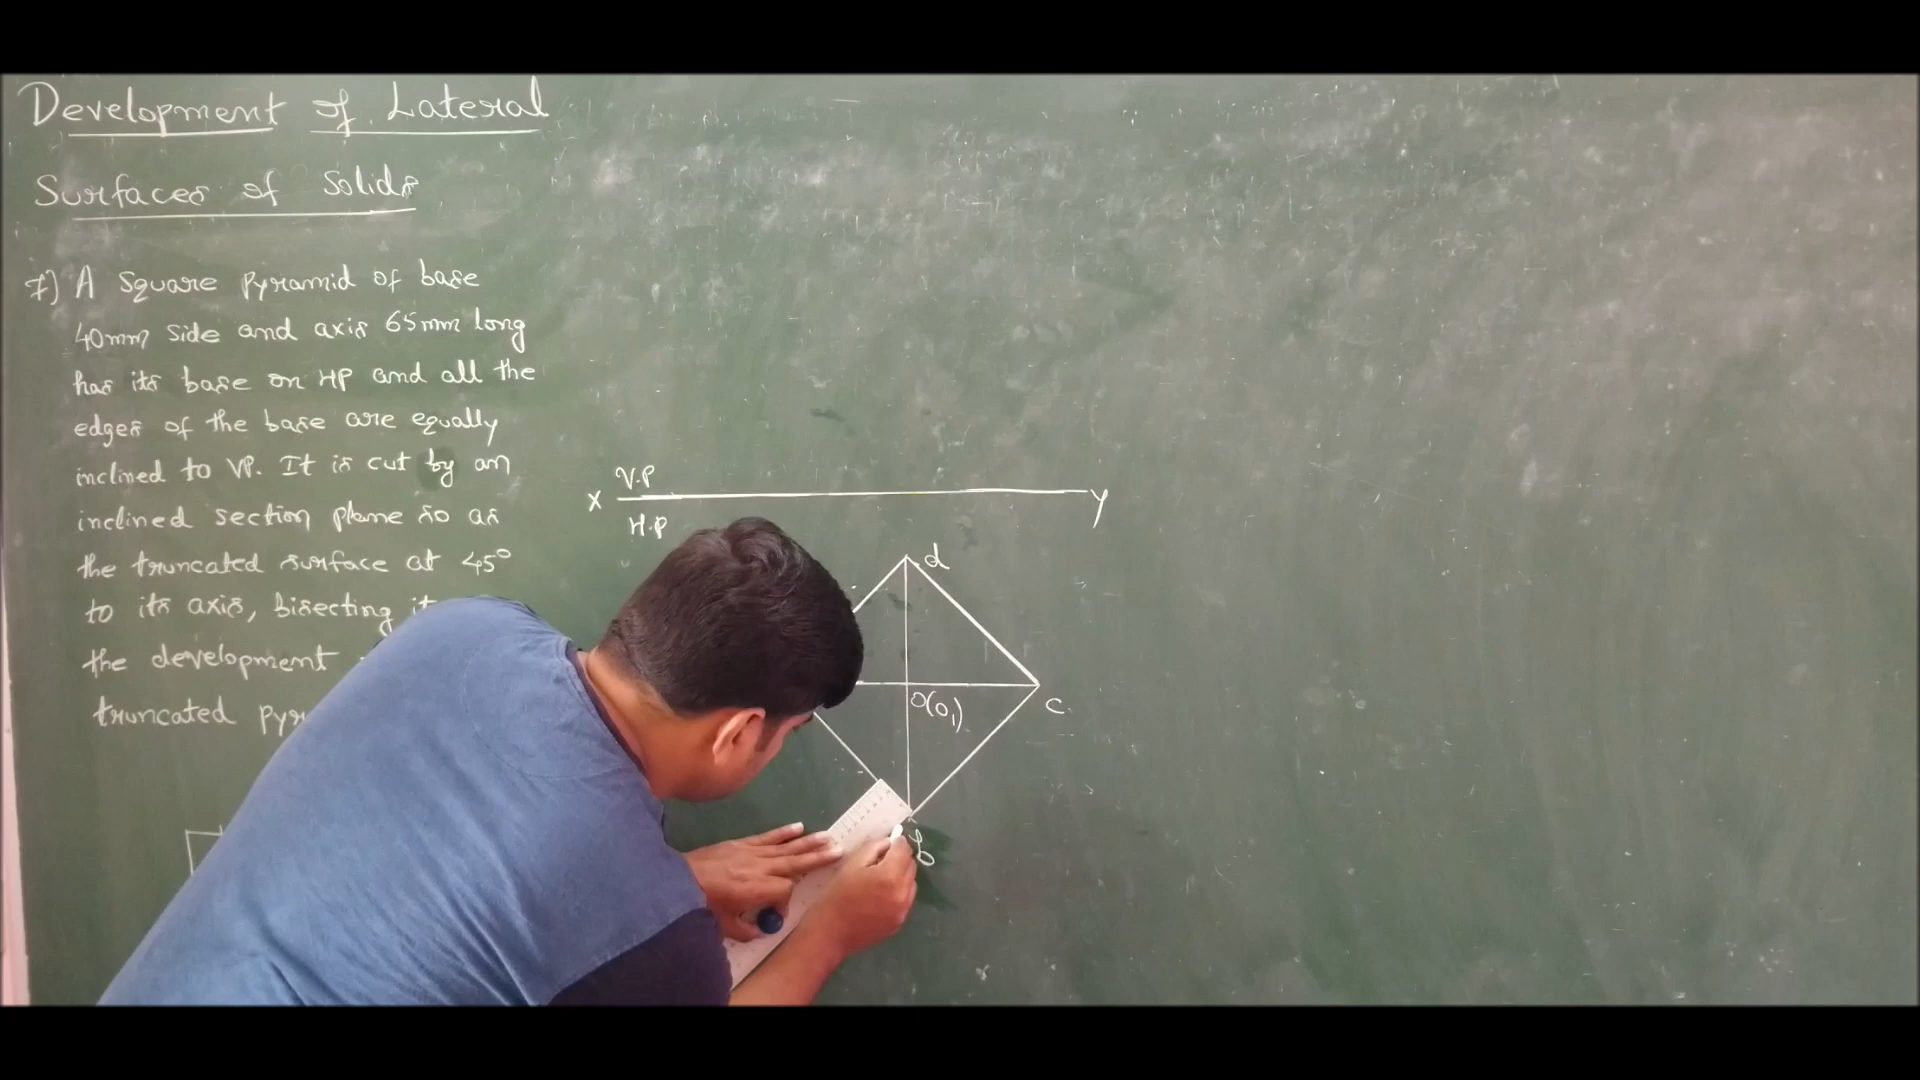 Development of Lateral
Surfaces of Solids
7) A square pyramid of base
40mm side and axis 65mm long
has its base on HP and all the
edges of the base are equally
inclined to VP. It is cut by an
inclined section plane so as
the truncated surface at 45°
to its axis, bisecting it
the development
truncated
V.P
X Y
H.P
d
O(O₁)
c
b